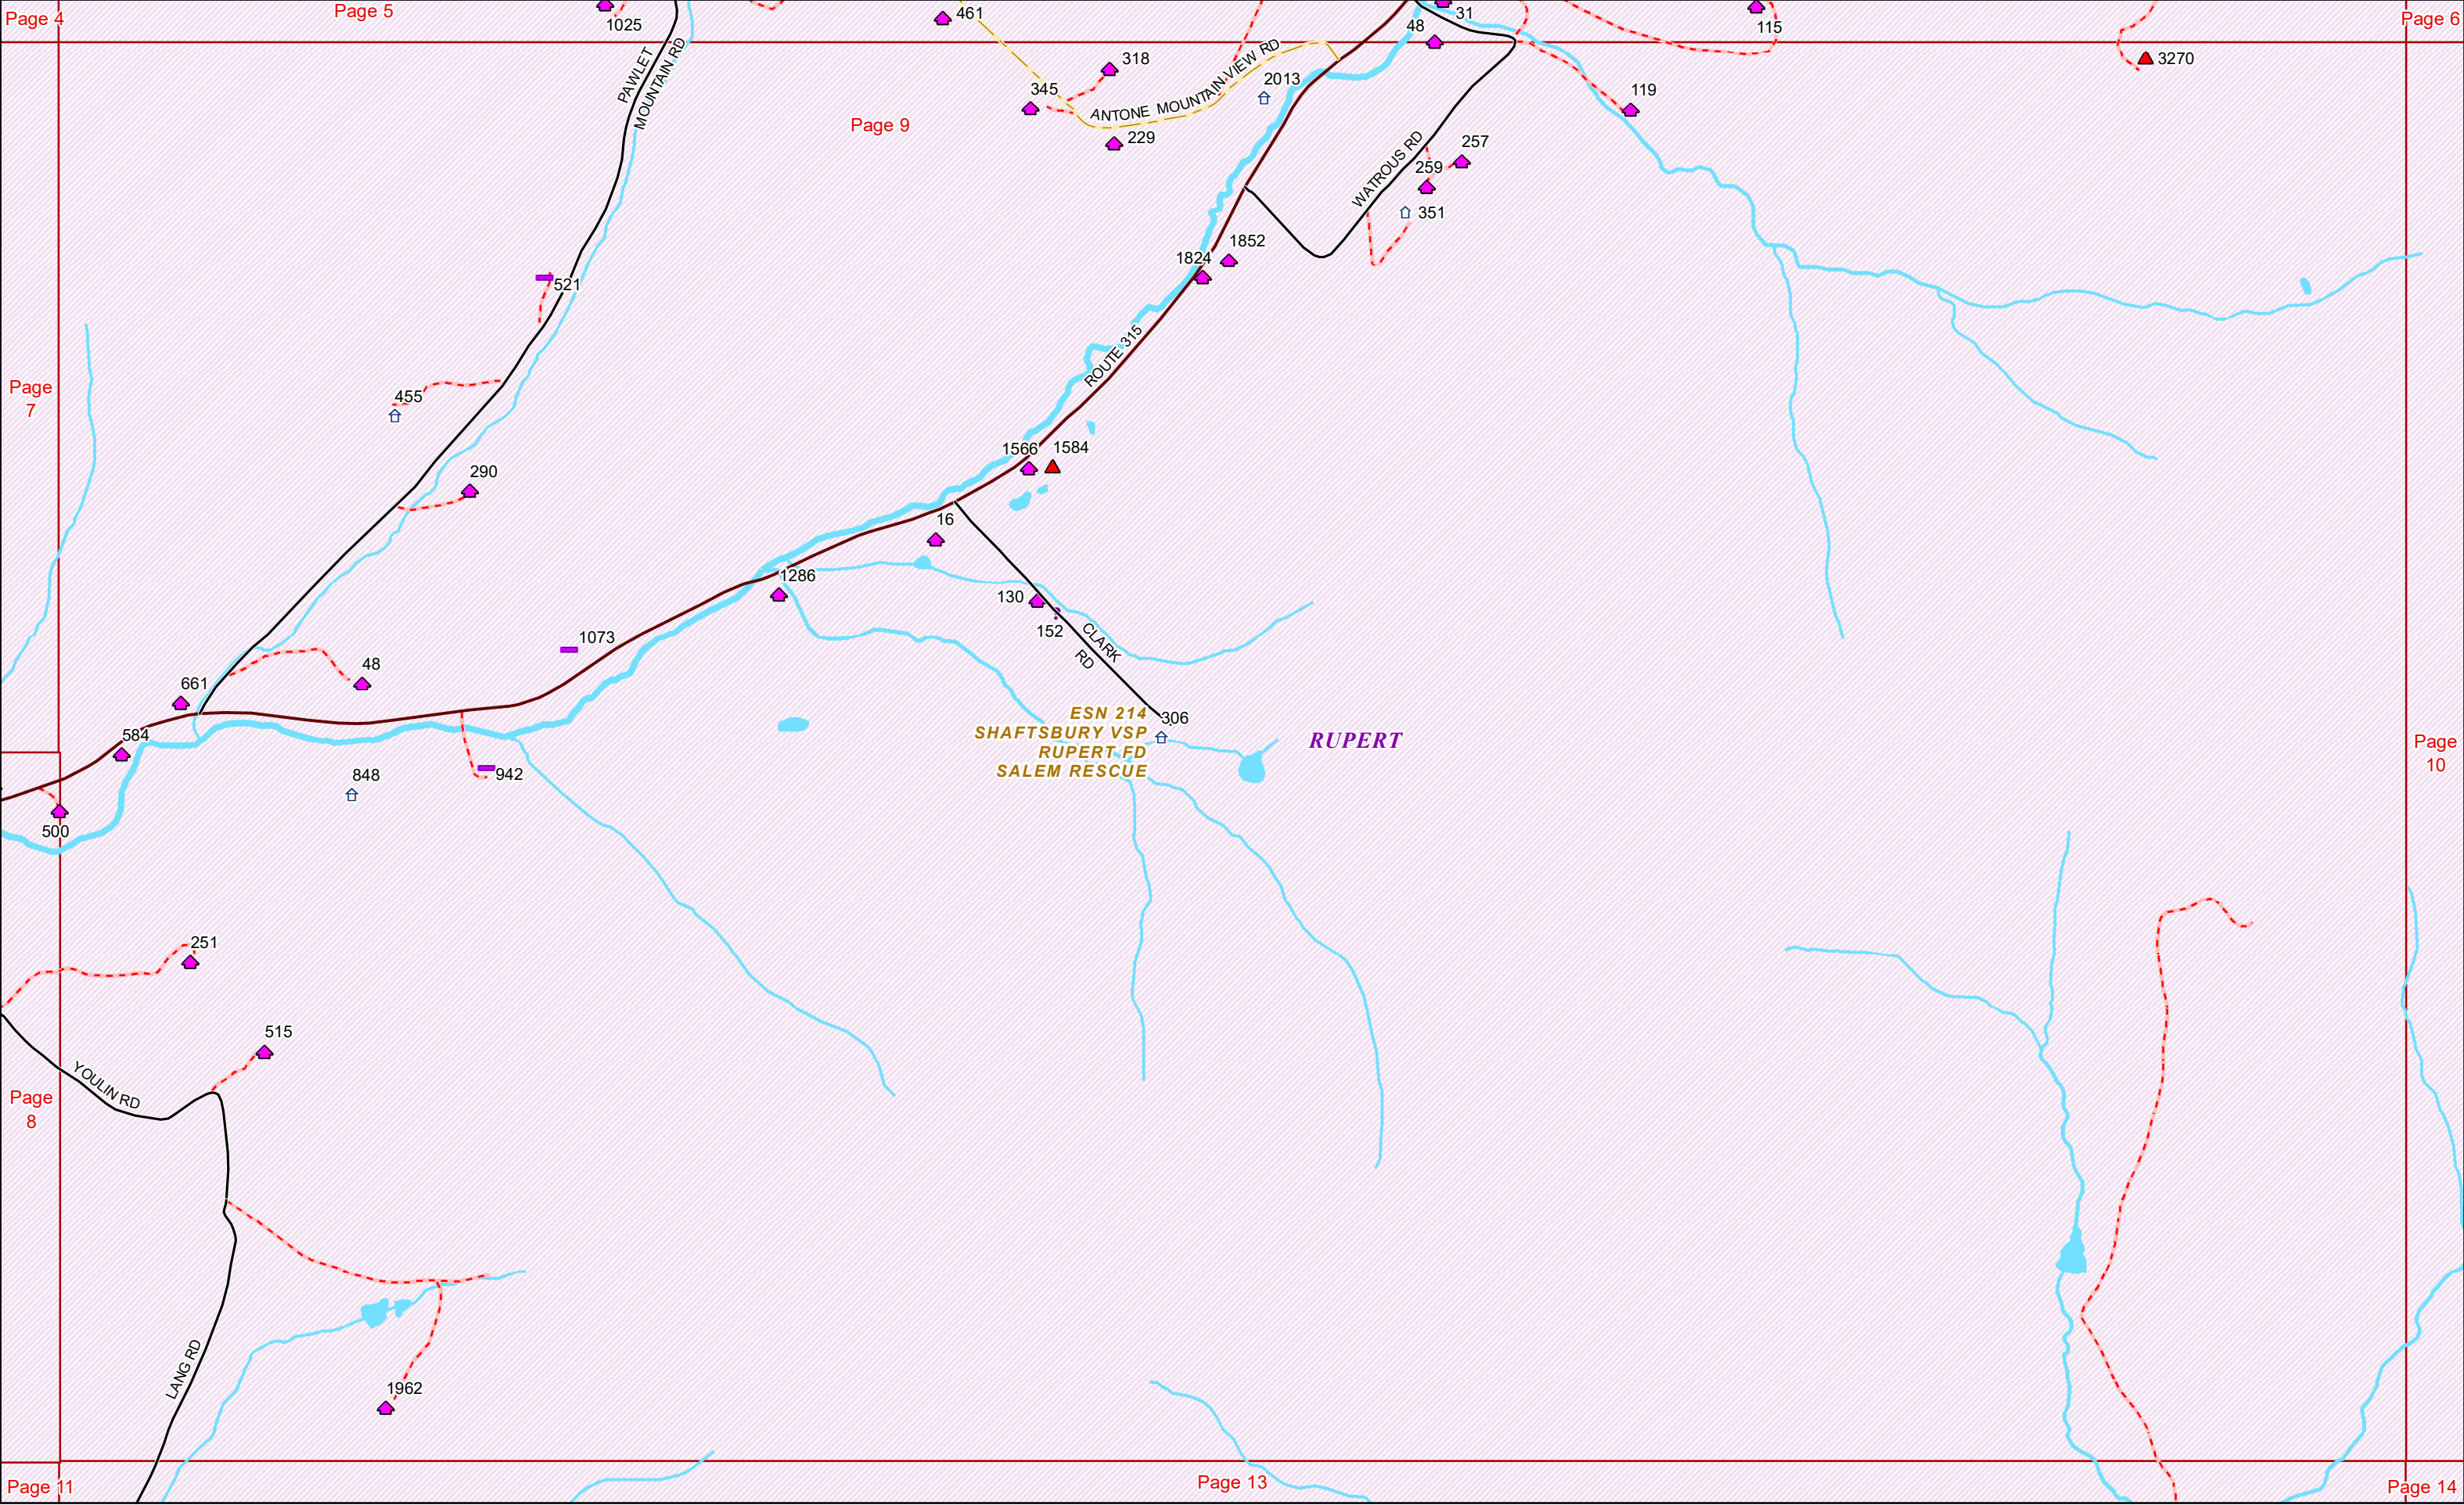 Page 4
Page 5
1025
461
48
31
115
Page 6
PAWLET
MOUNTAIN RD
318
345
ANTONE MOUNTAIN VIEW RD
2013
3270
119
Page 9
229
WATROUS RD
257
259
351
1852
1824
521
ROUTE 315
Page
7
455
290
1566
1584
16
1286
130
152
CLARK
RD
1073
48
661
584
306
ESN 214
SHAFTSBURY VSP
RUPERT FD
SALEM RESCUE
RUPERT
Page
10
848
942
500
251
515
YOULIN RD
Page
8
LANG RD
1962
Page 11
Page 13
Page 14